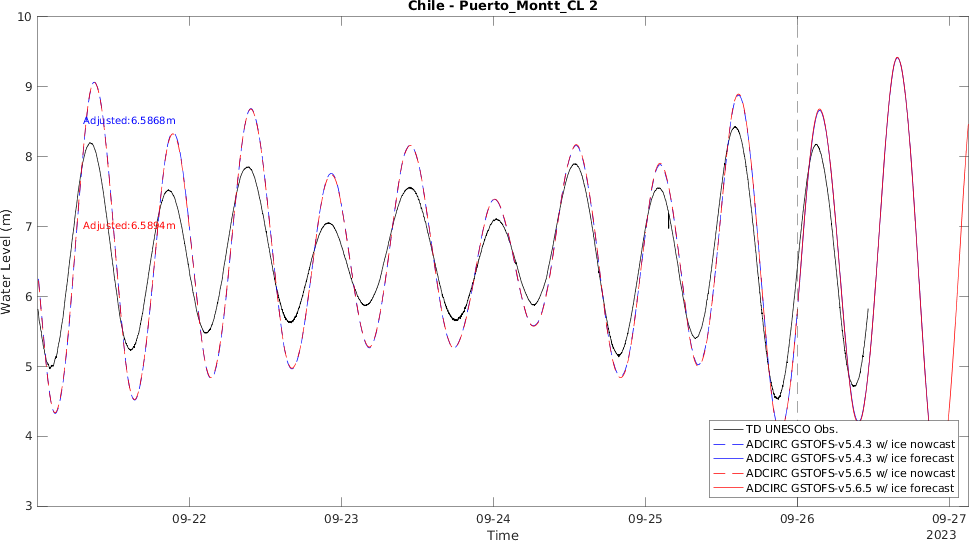 Chile - Puerto_Montt_CL 2
10
9
8
7
6
5
4
3
Water Level (m)
Adjusted:6.5868m
Adjusted:6.5894m
TD UNESCO Obs.
ADCIRC GSTOFS-v5.4.3 w/ ice nowcast
ADCIRC GSTOFS-v5.4.3 w/ ice forecast
ADCIRC GSTOFS-v5.6.5 w/ ice nowcast
ADCIRC GSTOFS-v5.6.5 w/ ice forecast
09-22 09-23 09-24 09-25 09-26 09-27
Time
2023